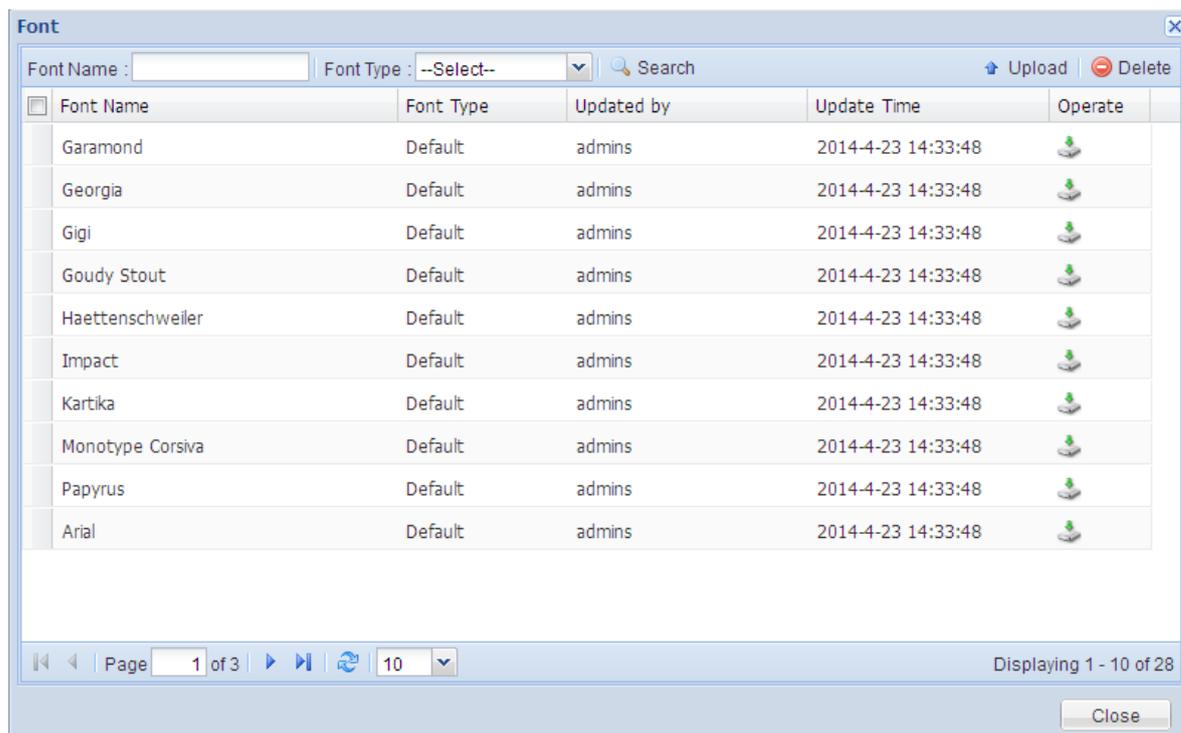 Font
Font Name : Font Type : --Select-- Search Upload Delete
Font Name Font Type Updated by Update Time Operate
Garamond Default admins 2014-4-23 14:33:48
Georgia Default admins 2014-4-23 14:33:48
Gigi Default admins 2014-4-23 14:33:48
Goudy Stout Default admins 2014-4-23 14:33:48
Haettenschweiler Default admins 2014-4-23 14:33:48
Impact Default admins 2014-4-23 14:33:48
Kartika Default admins 2014-4-23 14:33:48
Monotype Corsiva Default admins 2014-4-23 14:33:48
Papyrus Default admins 2014-4-23 14:33:48
Arial Default admins 2014-4-23 14:33:48
Page 1 of 3 10 Displaying 1 - 10 of 28
Close